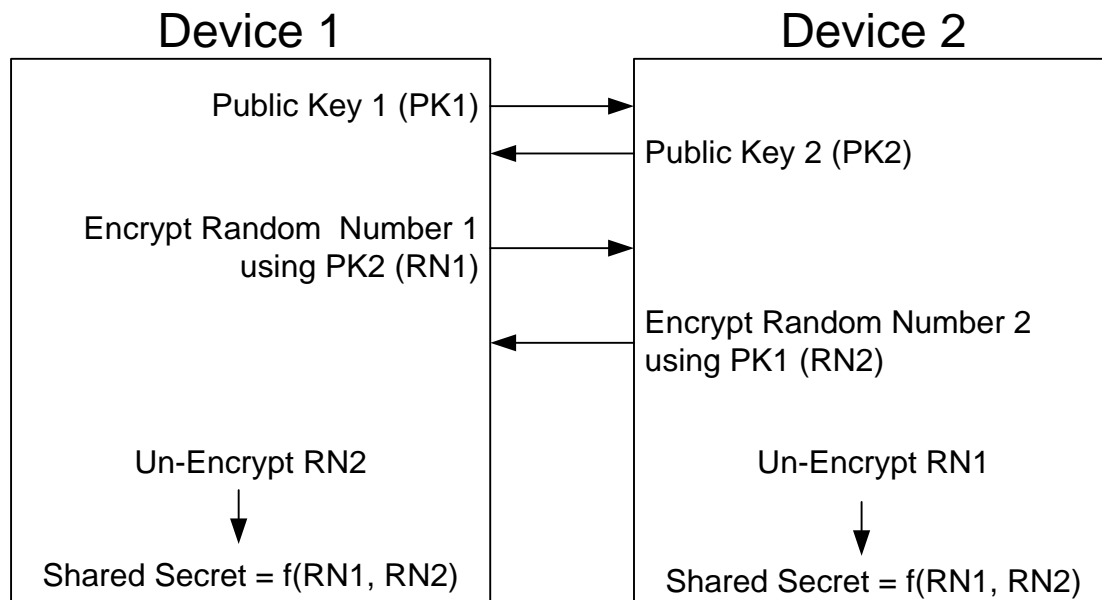 Device 1
Device 2
Public Key 1 (PK1)
Public Key 2 (PK2)
Encrypt Random Number 1
using PK2 (RN1)
Encrypt Random Number 2
using PK1 (RN2)
Un-Encrypt RN2
Un-Encrypt RN1
Shared Secret = f(RN1, RN2)
Shared Secret = f(RN1, RN2)